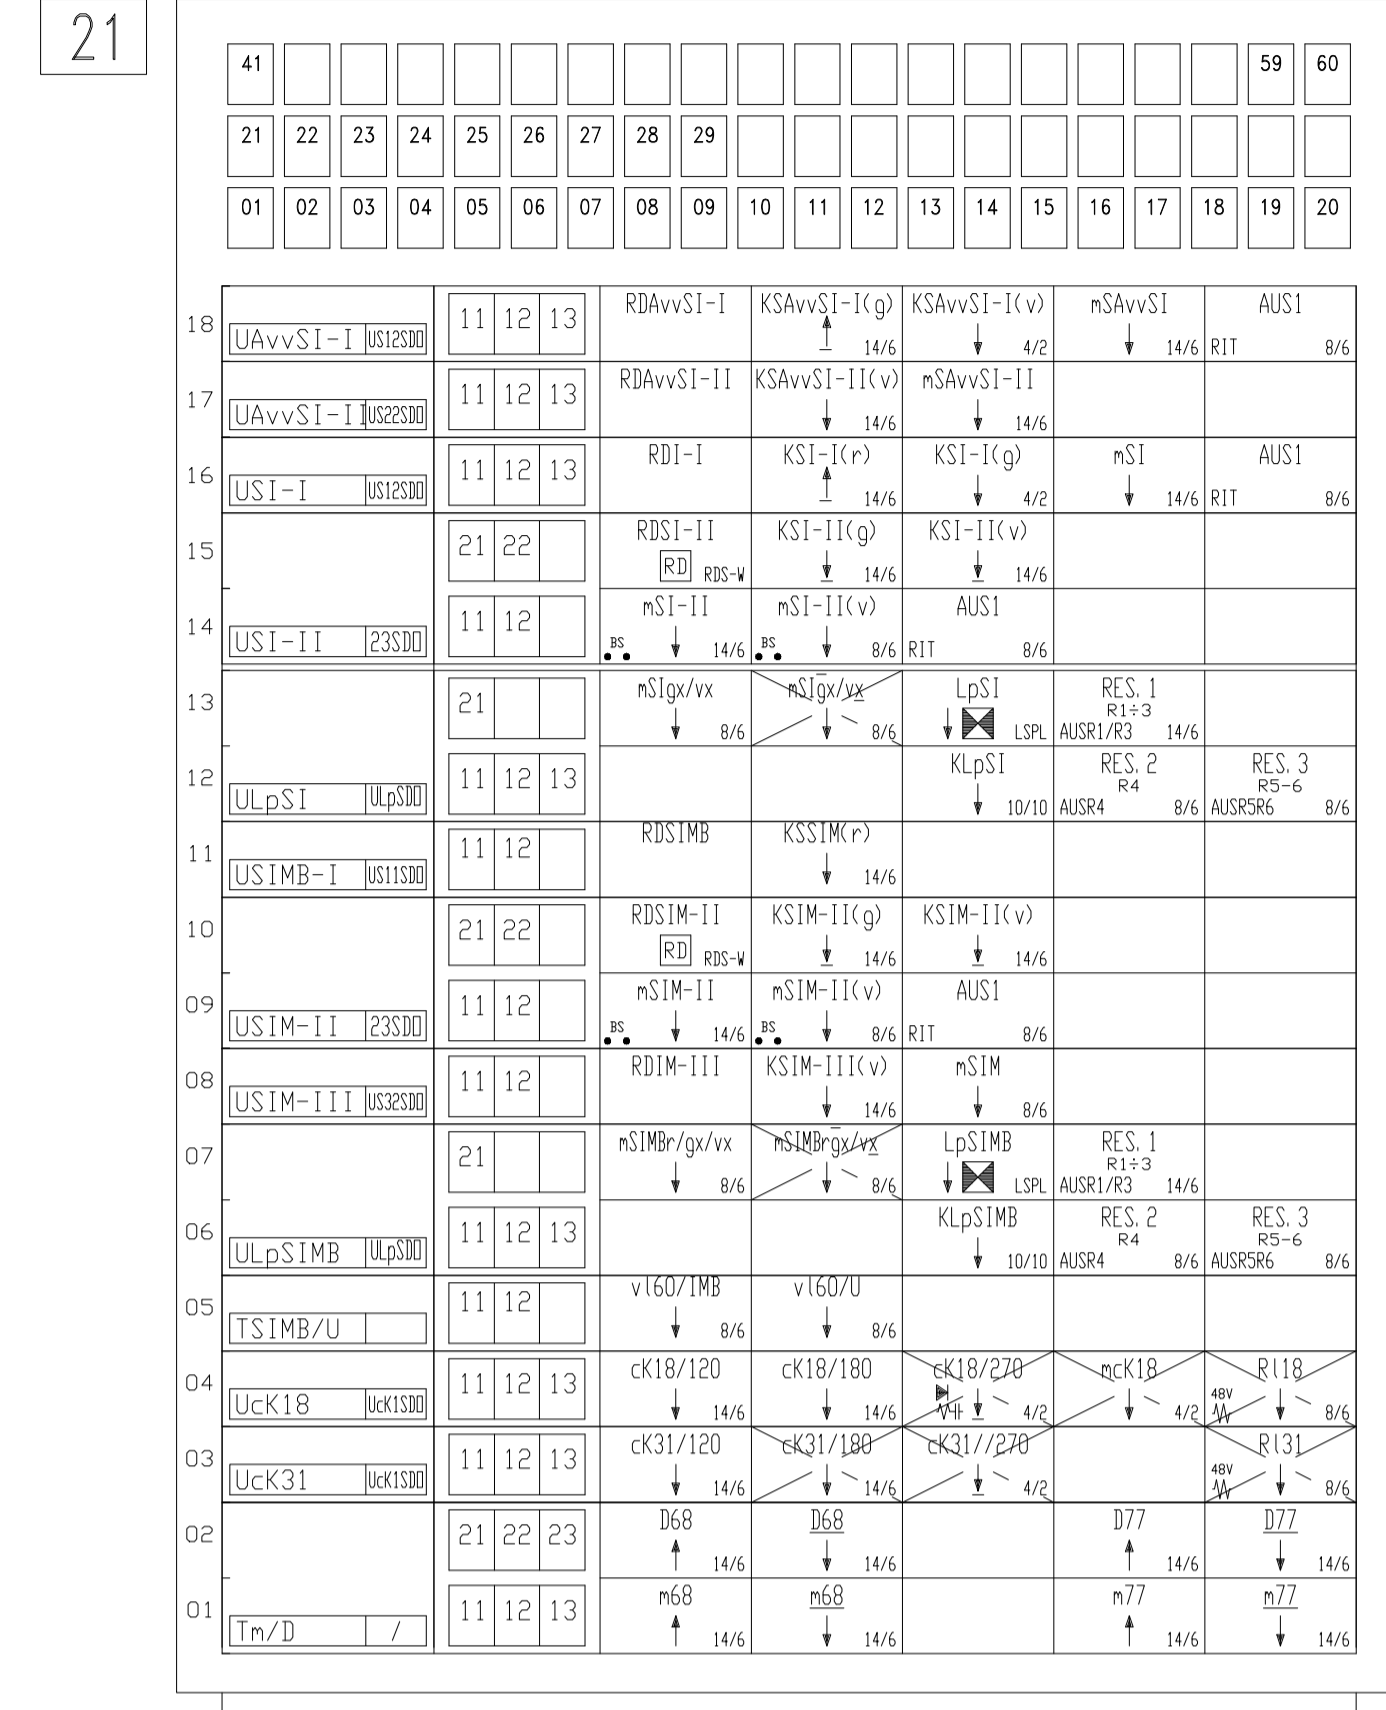 21
41 59 60
21 22 23 24 25 26 27 28 29
01 02 03 04 05 06 07 08 09 10 11 12 13 14 15 16 17 18 19 20
18 UAvvSI-I US12SD0 11 12 13
RDAvvSI-I KSAvvSI-I(g) KSAvvSI-I(v) mSAvvSI AUS1
14/6 4/2 14/6 RIT 8/6
17 UAvvSI-II US22SD0 11 12 13
RDAvvSI-II KSAvvSI-II(v) mSAvvSI-II
14/6 14/6
16 USI-I US12SD0 11 12 13
RDI-I KSI-I(r) KSI-I(g) mSI AUS1
14/6 4/2 14/6 RIT 8/6
15 21 22
RDSI-II KSI-II(g) KSI-II(v)
RD RDS-W 14/6 14/6
14 USI-II 23SD0 11 12
mSI-II mSI-II(v) AUS1
BS 14/6 BS 8/6 RIT 8/6
13 21
mSIgx/vx mSIgx/vx LpSI RES. 1
R1÷3
8/6 8/6 LSPL AUSR1/R3 14/6
12 ULpSI ULpSD0 11 12 13
KLpSI RES. 2 RES. 3
R4 R5-6
10/10 AUSR4 8/6 AUSR5R6 8/6
11 USIMB-I US11SD0 11 12
RDSIMB KSSIM(r)
14/6
10 21 22
RDSIM-II KSIM-II(g) KSIM-II(v)
RD RDS-W 14/6 14/6
09 USIM-II 23SD0 11 12
mSIM-II mSIM-II(v) AUS1
BS 14/6 BS 8/6 RIT 8/6
08 USIM-III US32SD0 11 12
RDIM-III KSIM-III(v) mSIM
14/6 8/6
07 21
mSIMBr/gx/vx mSIMBrgx/vx LpSIMB RES. 1
R1÷3
8/6 8/6 LSPL AUSR1/R3 14/6
06 ULpSIMB ULpSD0 11 12 13
KLpSIMB RES. 2 RES. 3
R4 R5-6
10/10 AUSR4 8/6 AUSR5R6 8/6
05 TSIMB/U 11 12
vl60/IMB vl60/U
8/6 8/6
04 UcK18 UcK1SD0 11 12 13
cK18/120 cK18/180 cK18/270 mcK18 Rl18
14/6 14/6 4/2 4/2 48V 8/6
03 UcK31 UcK1SD0 11 12 13
cK31/120 cK31/180 cK31//270 Rl31
14/6 14/6 4/2 48V 8/6
02 21 22 23
D68 D68 D77 D77
14/6 14/6 14/6 14/6
01 Tm/D / 11 12 13
m68 m68 m77 m77
14/6 14/6 14/6 14/6